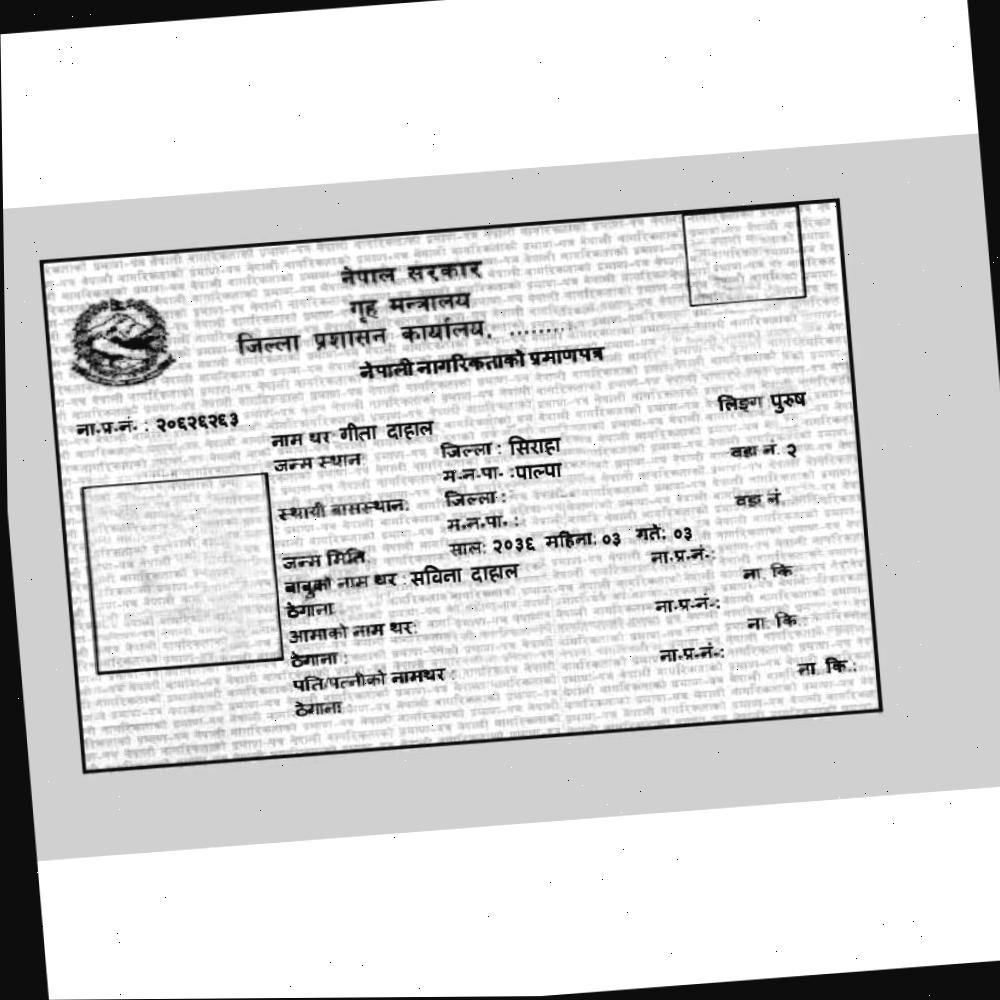 नेपाल सरकार
गृह मन्त्रालय
जिल्ला प्रशासन कार्यालय, ........
नेपाली नागरिकताको प्रमाणपत्र
ना.प्र.नं. : २०६२६२६३ लिङ्ग पुरुष
नाम थर गीता दाहाल
जन्म स्थान जिल्ला : सिराहा वडा नं. २
म.न.पा. : पाल्पा
स्थायी बासस्थान: जिल्ला : वडा नं.
म.न.पा. :
जन्म मिति साल: २०३६ महिना: ०३ गते: ०३
बाबुको नाम थर : सविना दाहाल ना.प्र.नं.:
ठेगाना ना. कि
आमाको नाम थर: ना.प्र.नं.:
ठेगाना : ना. कि.:
पति/पत्नीको नामथर : ना.प्र.नं.:
ठेगाना : ना. कि.: